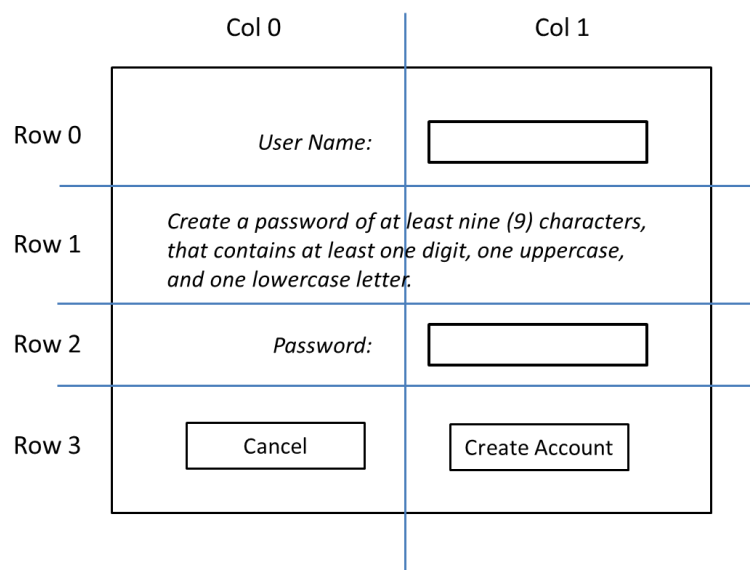 Col 0
Col 1
Row 0
User Name:
Row 1
Create a password of at least nine (9) characters,
that contains at least one digit, one uppercase,
and one lowercase letter.
Row 2
Password:
Row 3
Cancel
Create Account